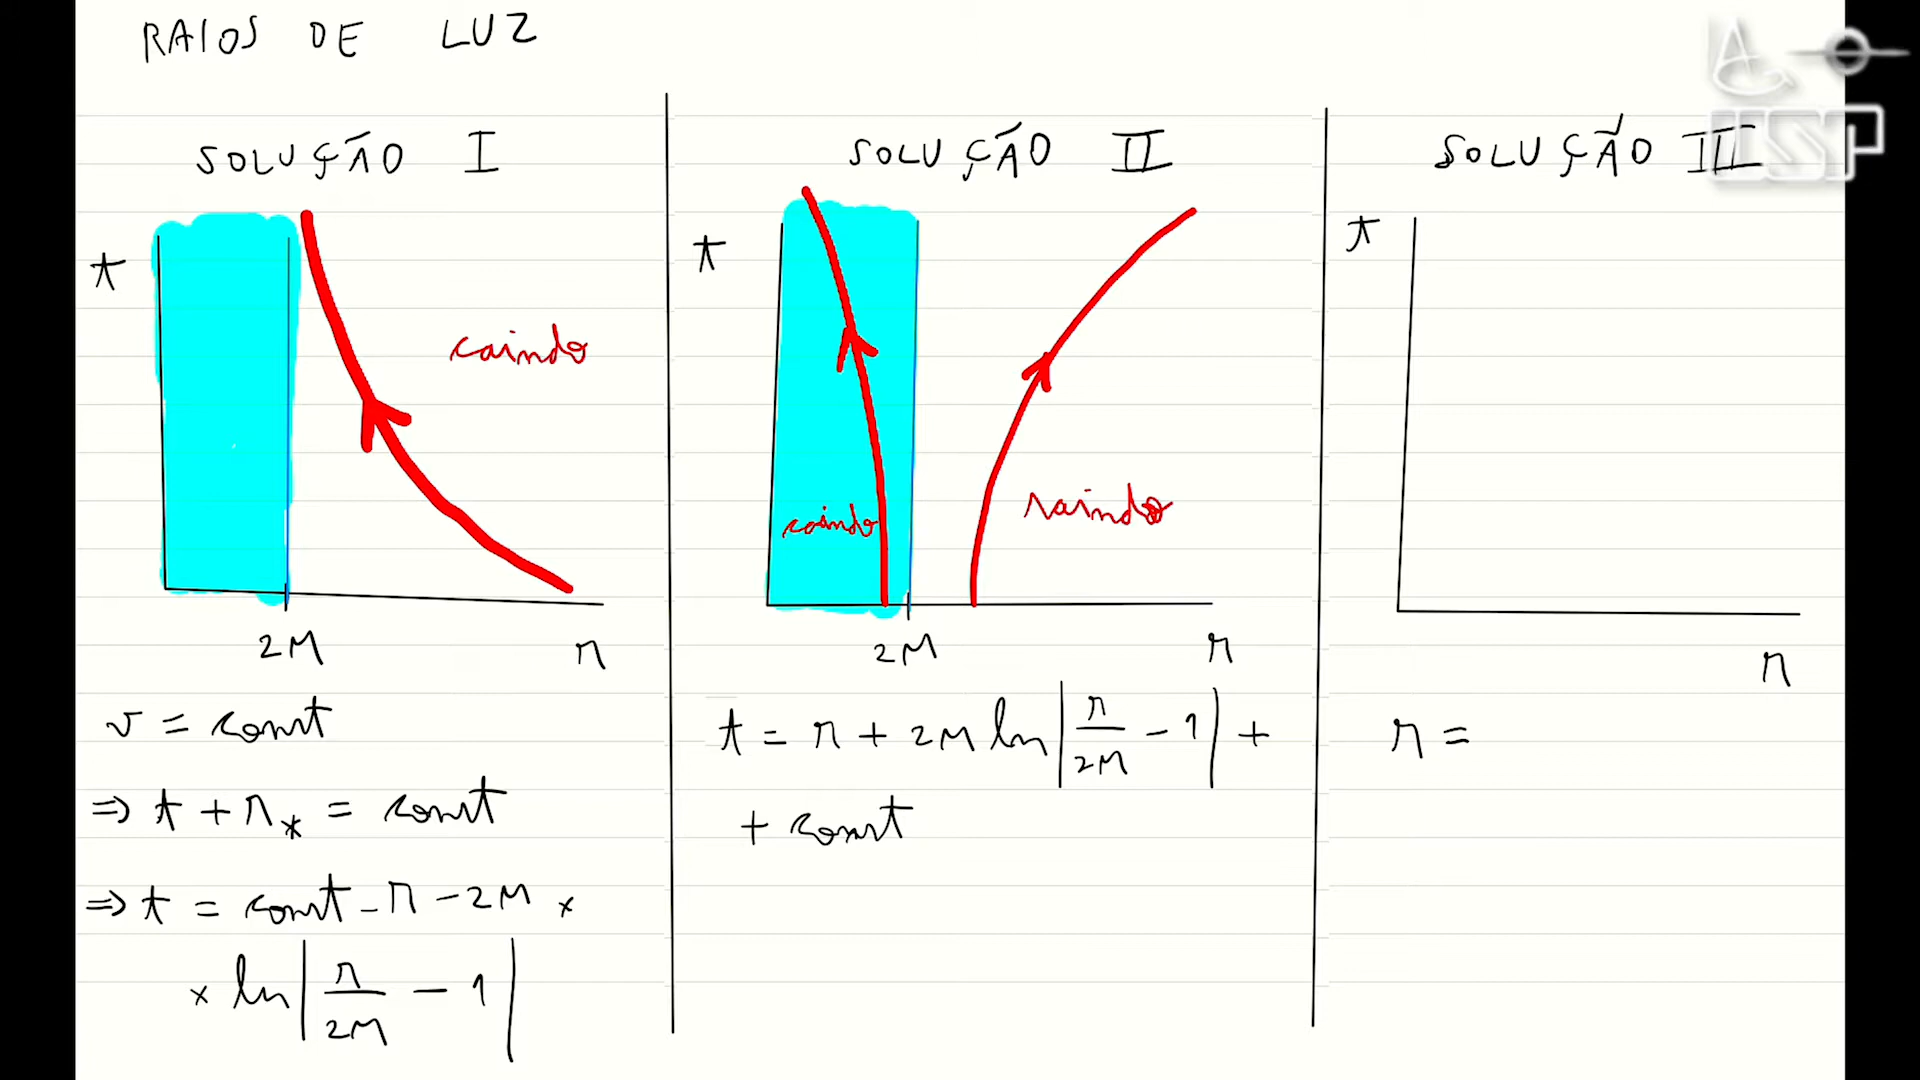 RAIOS DE LUZ
SOLUÇÃO I
t
caindo
2M r
v = const
⇒ t + r* = const
⇒ t = const - r - 2M ×
× ln | r/2M - 1 |
SOLUÇÃO II
t
caindo
saindo
2M r
t = r + 2M ln | r/2M - 1 | +
+ const
SOLUÇÃO III
t
r
r =
USP